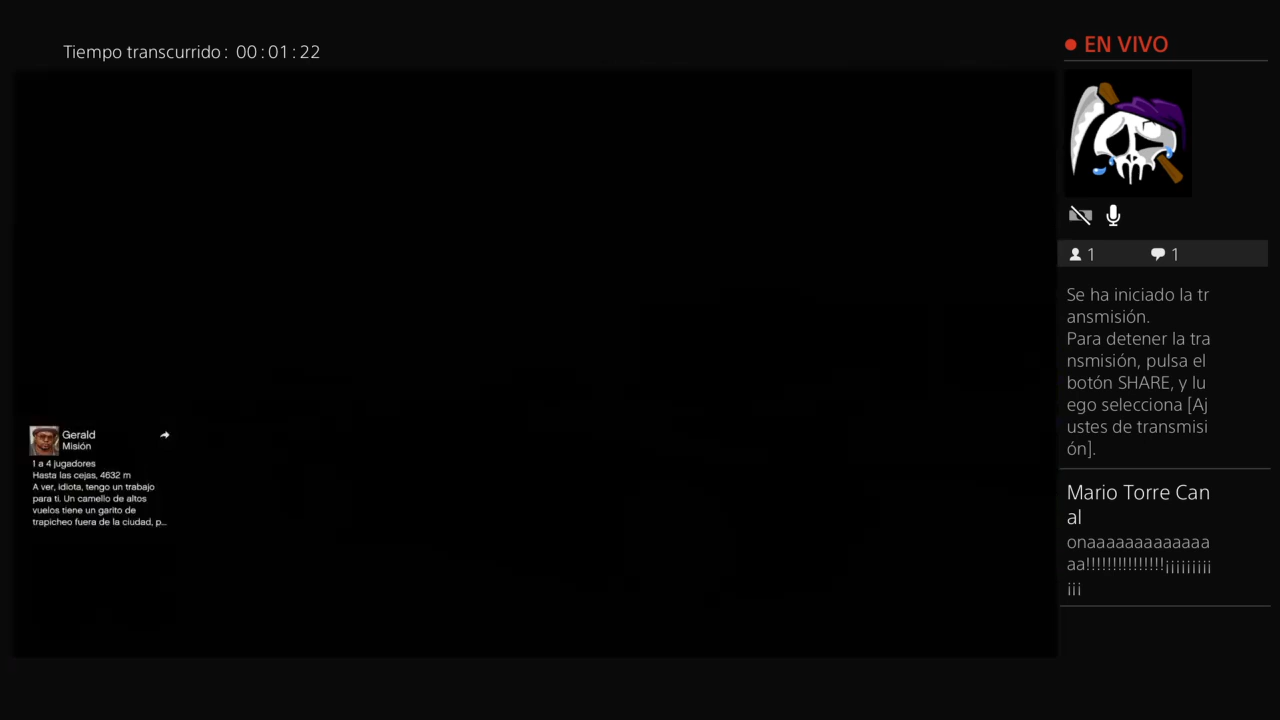 Tiempo transcurrido: 00:01:22
EN VIVO
1
1
Se ha iniciado la tr
ansmisión.
Para detener la tra
nsmisión, pulsa el
botón SHARE, y lu
ego selecciona [Aj
ustes de transmisi
ón].
Mario Torre Can
al
onaaaaaaaaaaaaa
aa!!!!!!!!!!!!!!!¡¡¡¡¡¡¡¡¡
¡¡¡
Gerald
Misión
1 a 4 jugadores
Hasta las cejas, 4632 m
A ver, idiota, tengo un trabajo
para ti. Un camello de altos
vuelos tiene un garito de
trapicheo fuera de la ciudad, p...